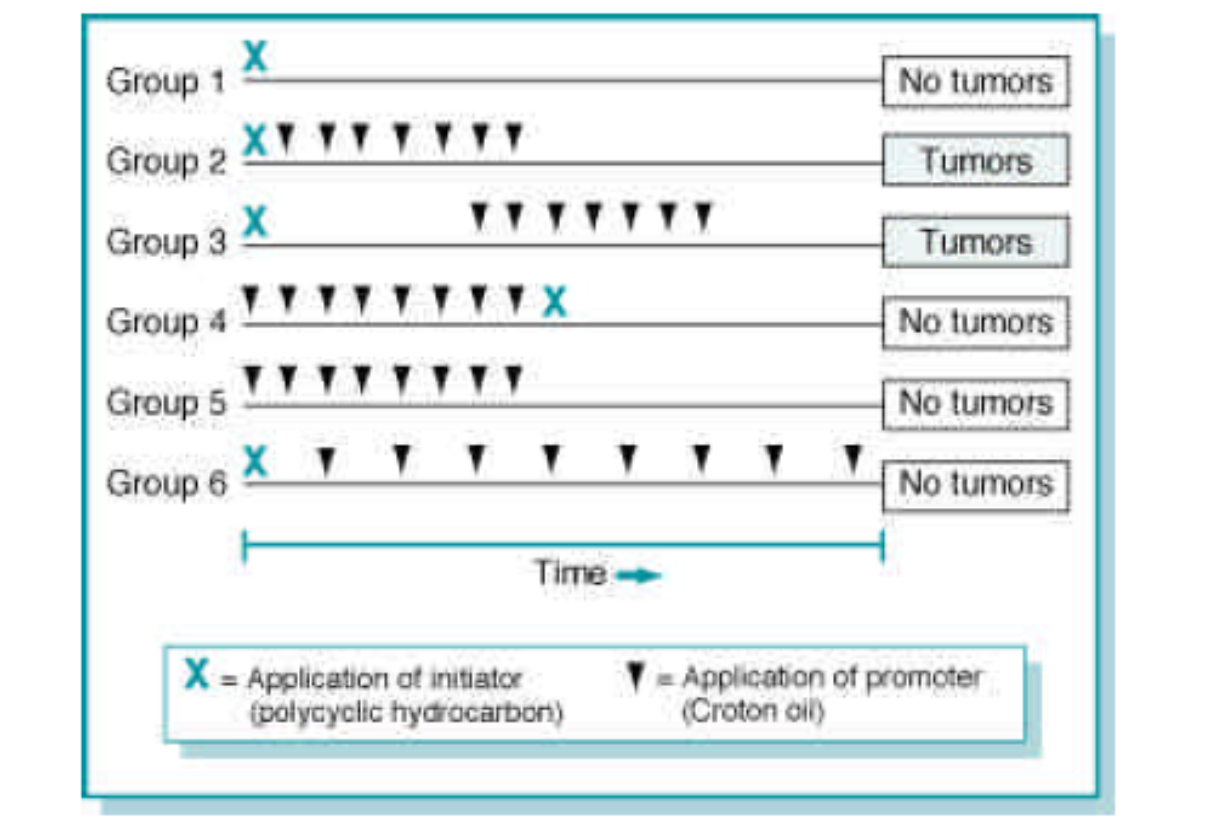 Group 1 X No tumors
Group 2 X Tumors
Group 3 X Tumors
Group 4 X No tumors
Group 5 No tumors
Group 6 X No tumors
Time
X = Application of initiator
(polycyclic hydrocarbon)
= Application of promoter
(Croton oil)